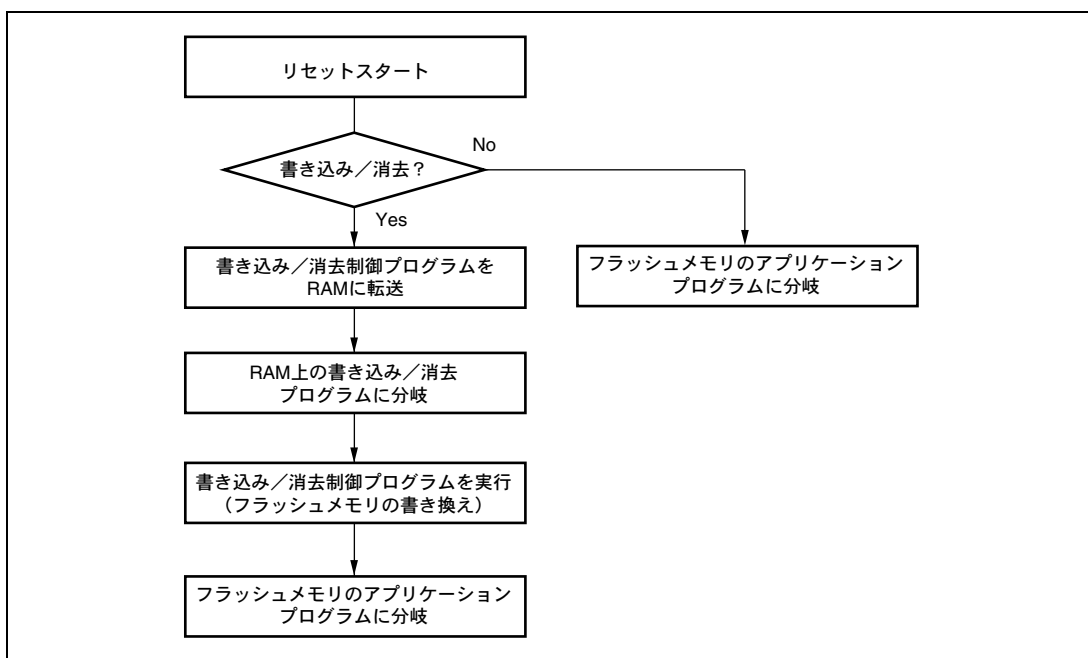 リセットスタート
書き込み／消去？
No
Yes
書き込み／消去制御プログラムを
RAMに転送
フラッシュメモリのアプリケーション
プログラムに分岐
RAM上の書き込み／消去
プログラムに分岐
書き込み／消去制御プログラムを実行
（フラッシュメモリの書き換え）
フラッシュメモリのアプリケーション
プログラムに分岐